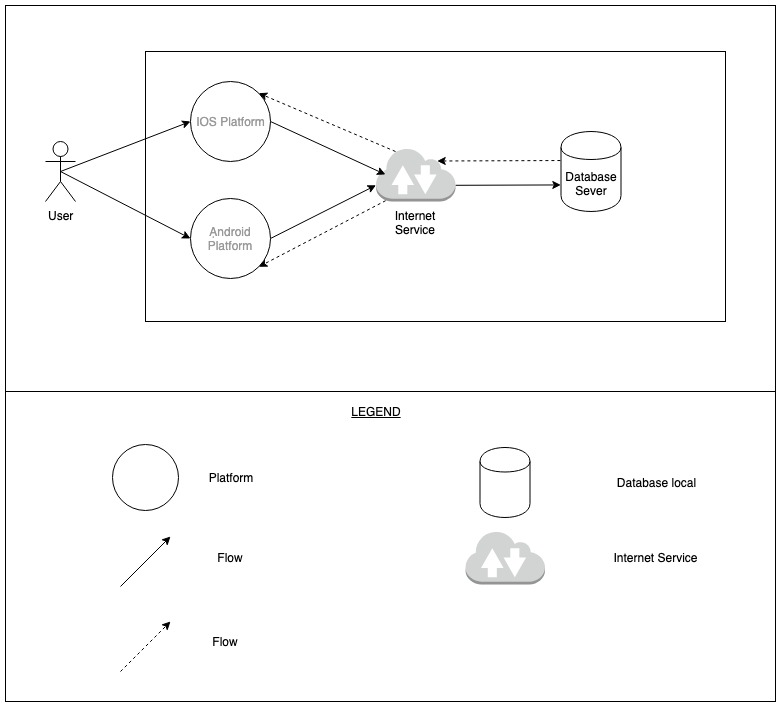 IOS Platform
Android
Platform
User
Internet
Service
Database
Sever
LEGEND
Platform
Database local
Flow
Internet Service
Flow